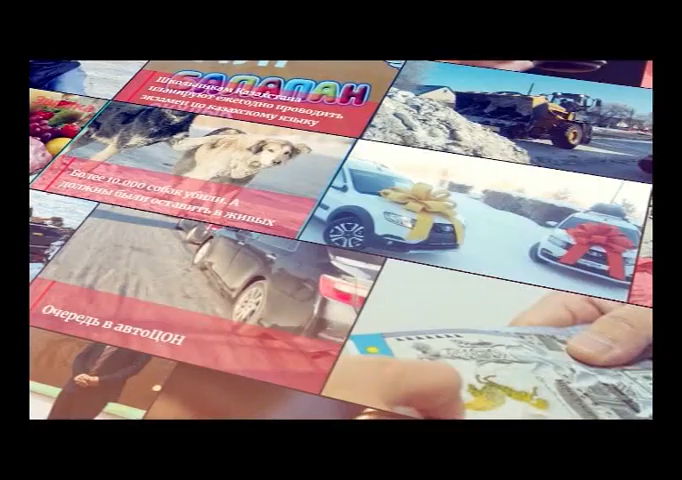 БАЛАПАН
Школьникам Казахстана
планируют ежегодно проводить
экзамен по казахскому языку
Более 10.000 собак убили. А
должны были оставить в живых
Очередь в автоЦОН